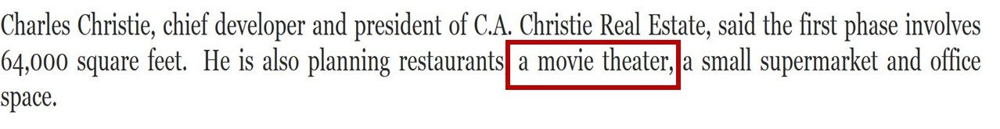 Charles Christie, chief developer and president of C.A. Christie Real Estate, said the first phase involves
64,000 square feet. He is also planning restaurants, a movie theater, a small supermarket and office
space.